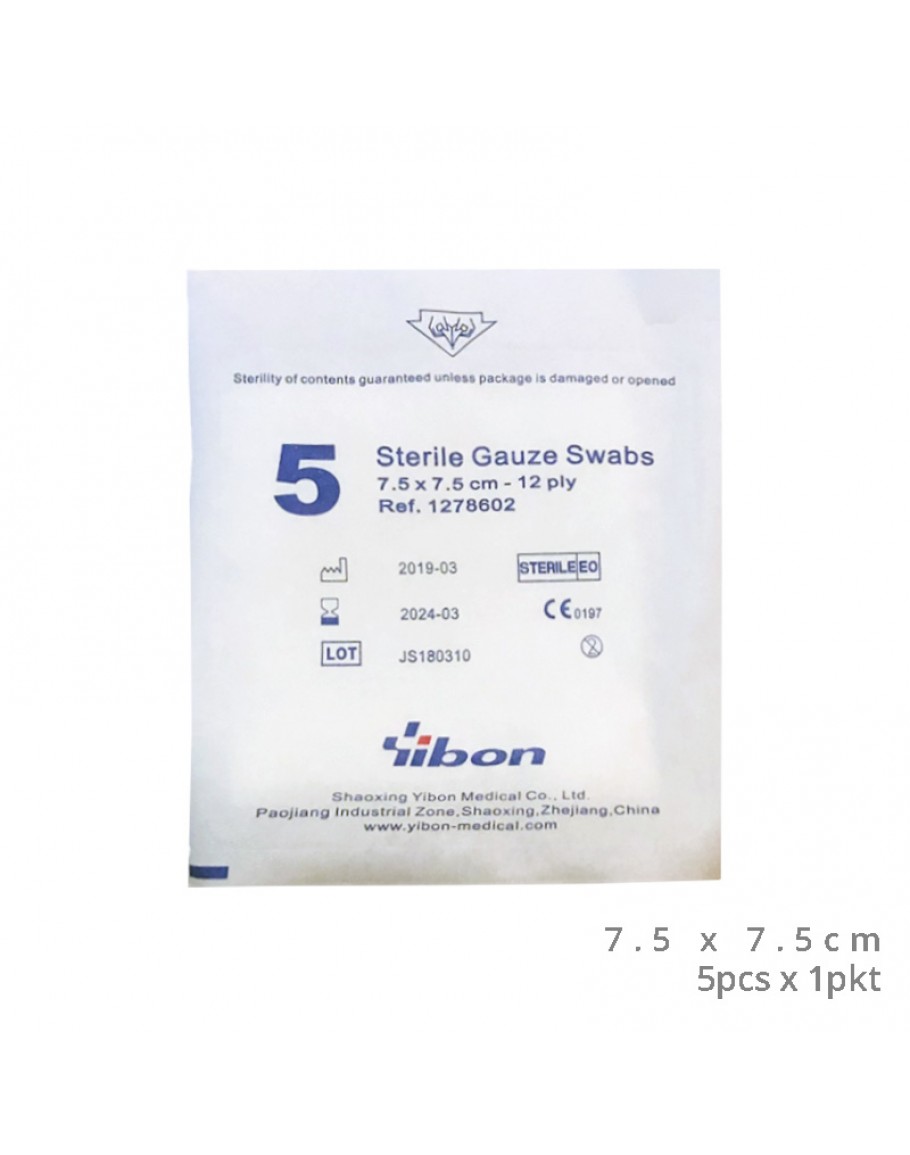 Sterility of contents guaranteed unless package is damaged or opened
5
Sterile Gauze Swabs
7.5 x 7.5 cm - 12 ply
Ref. 1278602
2019-03
STERILE EO
2024-03
CE 0197
LOT
JS180310
2
Yibon
Shaoxing Yibon Medical Co., Ltd.
Paojiang Industrial Zone,Shaoxing,Zhejiang,China
www.yibon-medical.com
7.5 x 7.5cm
5pcs x 1pkt